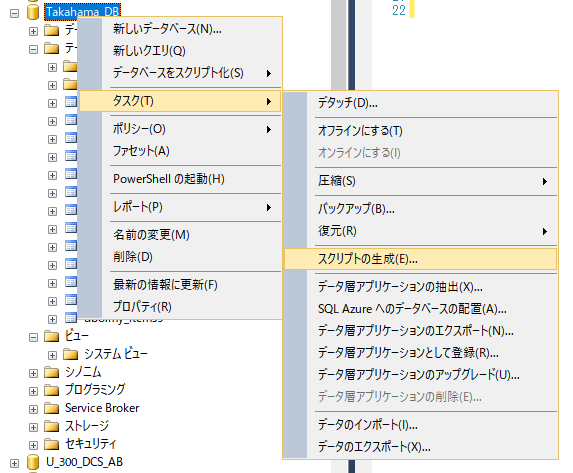 22
Takahama_DB
新しいデータベース(N)...
新しいクエリ(Q)
データベースをスクリプト化(S)
タスク(T)
ポリシー(O)
ファセット(A)
PowerShell の起動(H)
レポート(P)
名前の変更(M)
削除(D)
最新の情報に更新(F)
プロパティ(R)
デタッチ(D)...
オフラインにする(T)
オンラインにする(I)
圧縮(S)
バックアップ(B)...
復元(R)
スクリプトの生成(E)...
データ層アプリケーションの抽出(X)...
SQL Azure へのデータベースの配置(A)...
データ層アプリケーションのエクスポート(N)...
データ層アプリケーションとして登録(R)...
データ層アプリケーションのアップグレード(U)...
データ層アプリケーションの削除(E)...
データのインポート(I)...
データのエクスポート(X)...
ビュー
システム ビュー
シノニム
プログラミング
Service Broker
ストレージ
セキュリティ
U_300_DCS_AB